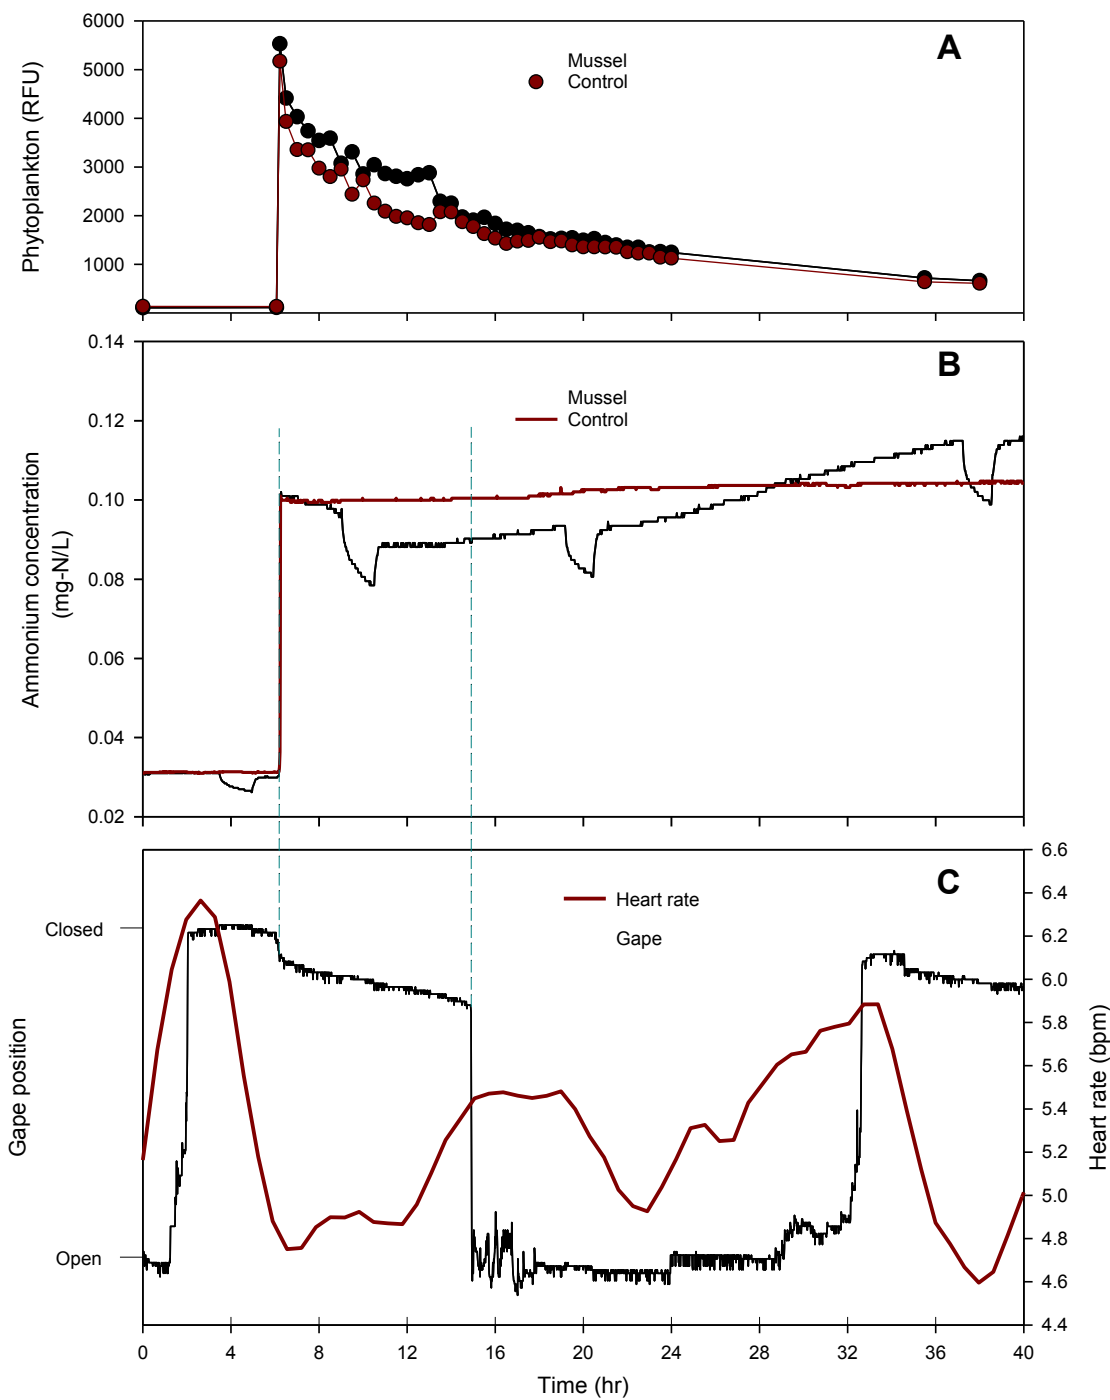 A
6000
5000
4000
3000
2000
1000
Phytoplankton (RFU)
Mussel
Control
B
0.14
0.12
0.10
0.08
0.06
0.04
0.02
Ammonium concentration
(mg-N/L)
Mussel
Control
C
Closed
Open
Gape position
Heart rate
Gape
6.6
6.4
6.2
6.0
5.8
5.6
5.4
5.2
5.0
4.8
4.6
4.4
Heart rate (bpm)
0 4 8 12 16 20 24 28 32 36 40
Time (hr)